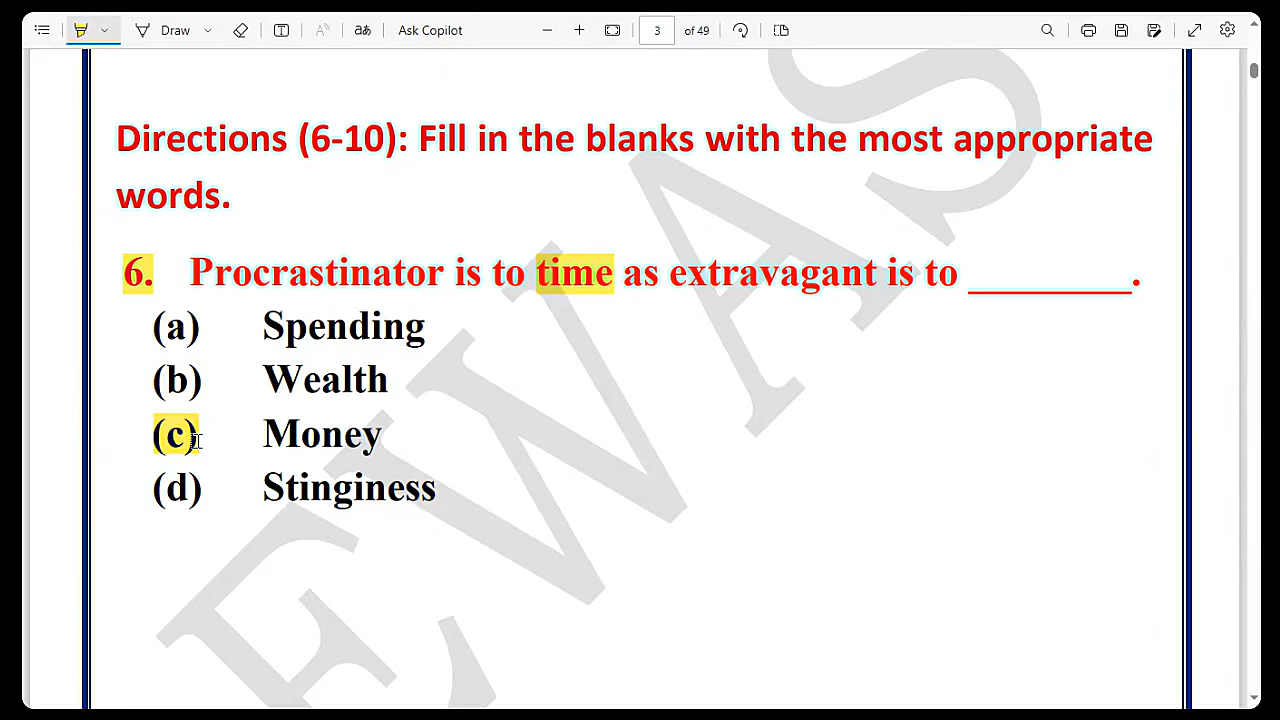 Draw
Ask Copilot
3 of 49
Directions (6-10): Fill in the blanks with the most appropriate
words.
6. Procrastinator is to time as extravagant is to ________.
(a) Spending
(b) Wealth
(c) Money
(d) Stinginess
EWAS